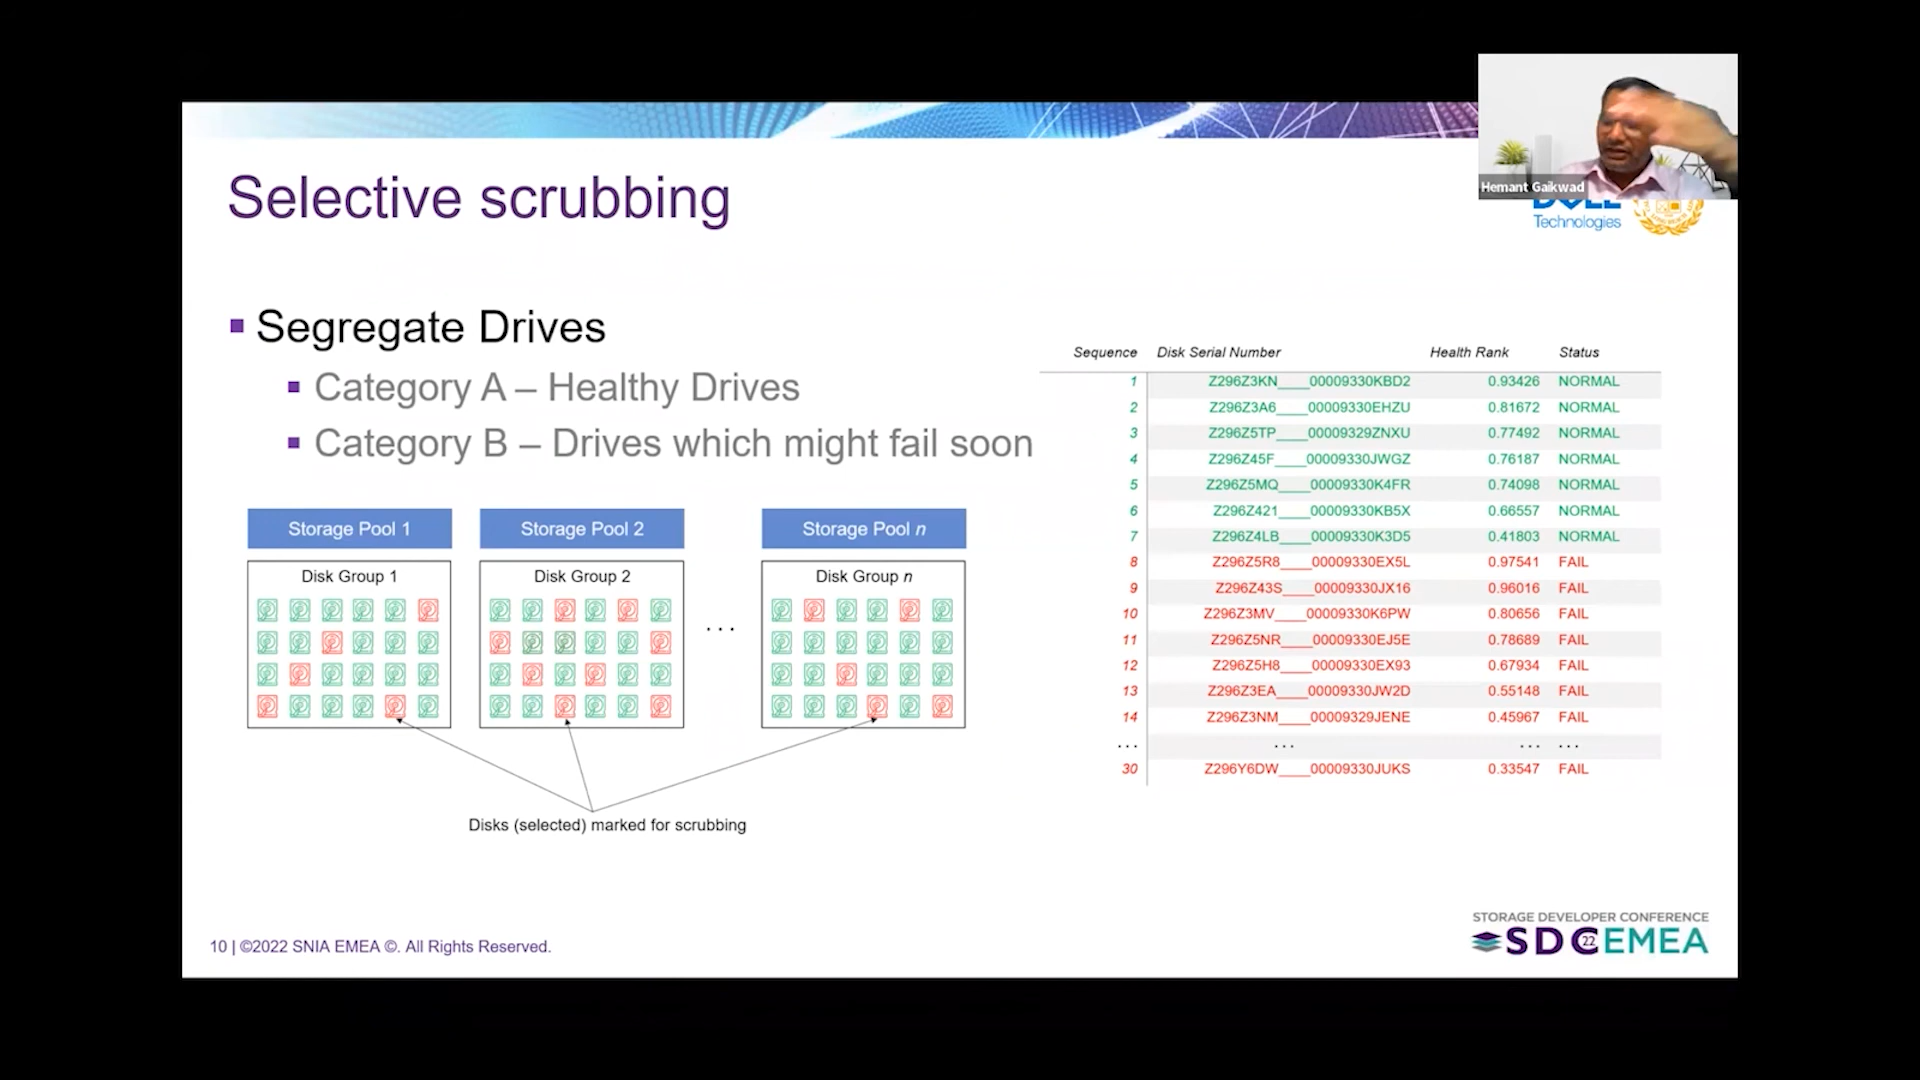 Hemant Gaikwad
DELL
Technologies
Selective scrubbing
Segregate Drives
Category A – Healthy Drives
Category B – Drives which might fail soon
Storage Pool 1
Storage Pool 2
Storage Pool n
Disk Group 1
Disk Group 2
...
Disk Group n
Disks (selected) marked for scrubbing
Sequence Disk Serial Number Health Rank Status
1 Z296Z3KN____00009330KBD2 0.93426 NORMAL
2 Z296Z3A6____00009330EHZU 0.81672 NORMAL
3 Z296Z5TP____00009329ZNXU 0.77492 NORMAL
4 Z296Z45F____00009330JWGZ 0.76187 NORMAL
5 Z296Z5MQ____00009330K4FR 0.74098 NORMAL
6 Z296Z421____00009330KB5X 0.66557 NORMAL
7 Z296Z4LB____00009330K3D5 0.41803 NORMAL
8 Z296Z5R8____00009330EX5L 0.97541 FAIL
9 Z296Z43S____00009330JX16 0.96016 FAIL
10 Z296Z3MV____00009330K6PW 0.80656 FAIL
11 Z296Z5NR____00009330EJ5E 0.78689 FAIL
12 Z296Z5H8____00009330EX93 0.67934 FAIL
13 Z296Z3EA____00009330JW2D 0.55148 FAIL
14 Z296Z3NM____00009329JENE 0.45967 FAIL
... ... ... ...
30 Z296Y6DW____00009330JUKS 0.33547 FAIL
10 | ©2022 SNIA EMEA ©. All Rights Reserved.
STORAGE DEVELOPER CONFERENCE
SDC22EMEA